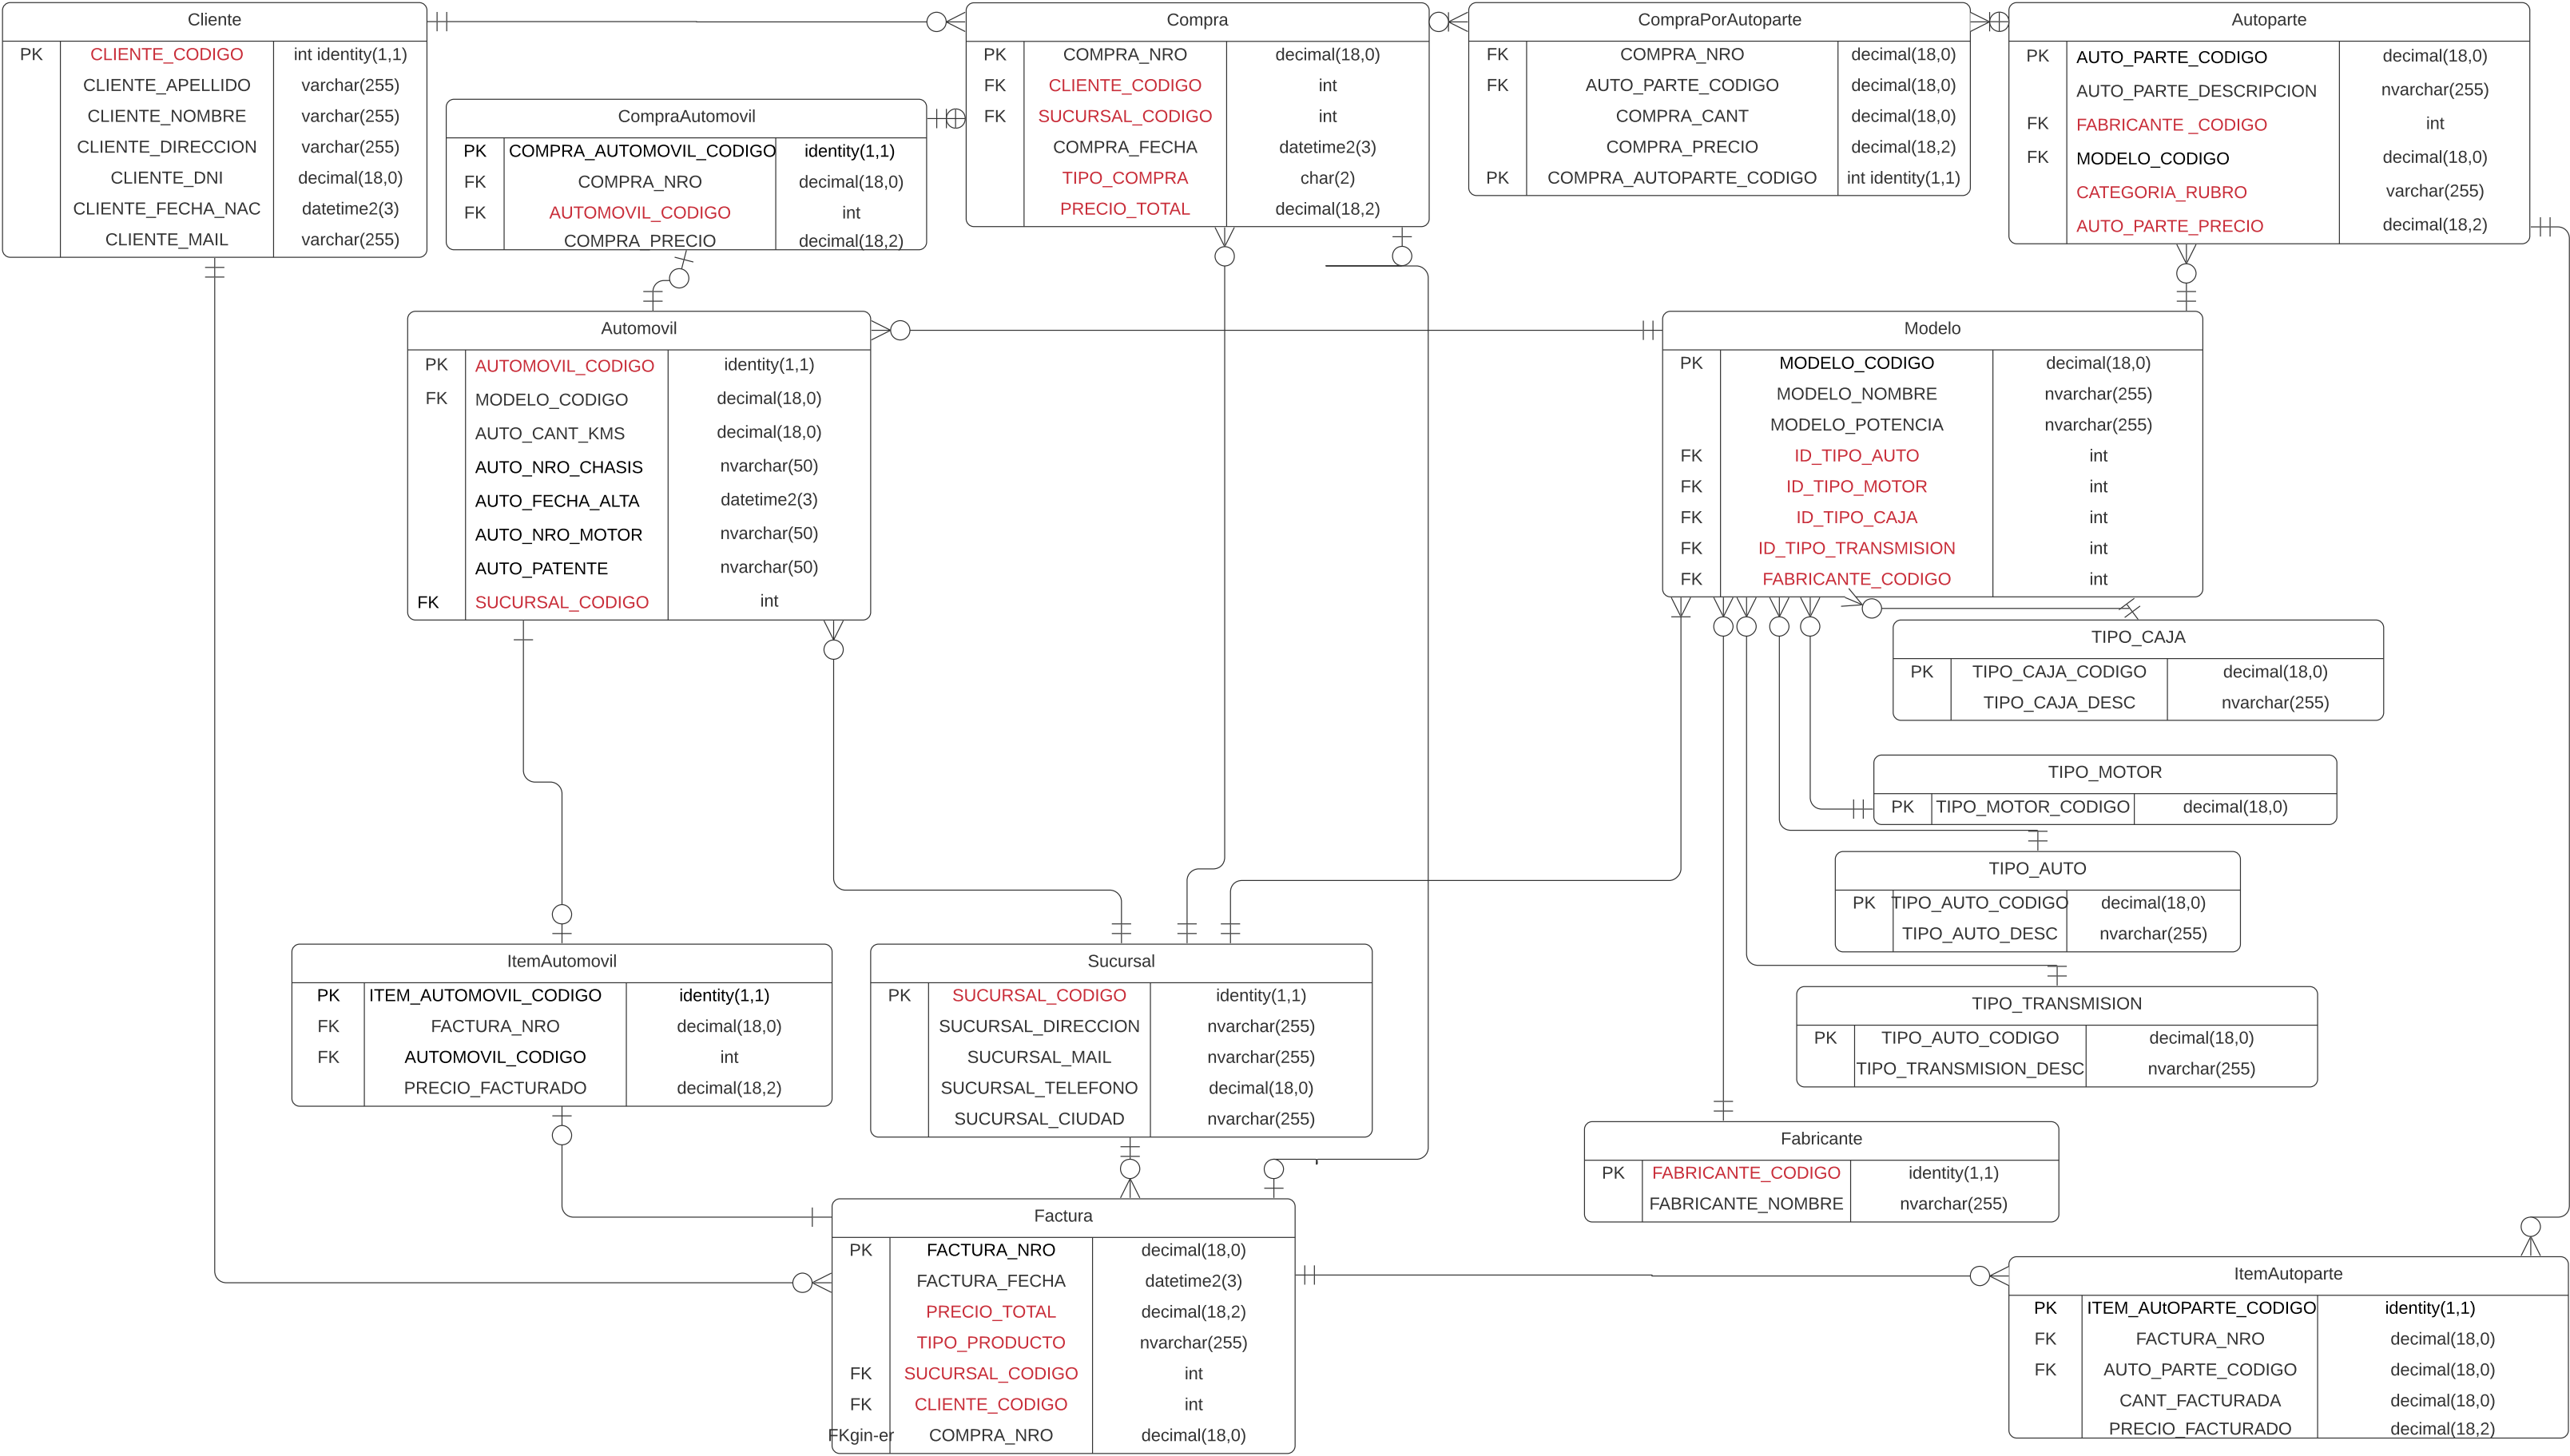 Cliente
PK CLIENTE_CODIGO int identity(1,1)
CLIENTE_APELLIDO varchar(255)
CLIENTE_NOMBRE varchar(255)
CLIENTE_DIRECCION varchar(255)
CLIENTE_DNI decimal(18,0)
CLIENTE_FECHA_NAC datetime2(3)
CLIENTE_MAIL varchar(255)
CompraAutomovil
PK COMPRA_AUTOMOVIL_CODIGO identity(1,1)
FK COMPRA_NRO decimal(18,0)
FK AUTOMOVIL_CODIGO int
COMPRA_PRECIO decimal(18,2)
Compra
PK COMPRA_NRO decimal(18,0)
FK CLIENTE_CODIGO int
FK SUCURSAL_CODIGO int
COMPRA_FECHA datetime2(3)
TIPO_COMPRA char(2)
PRECIO_TOTAL decimal(18,2)
CompraPorAutoparte
FK COMPRA_NRO decimal(18,0)
FK AUTO_PARTE_CODIGO decimal(18,0)
COMPRA_CANT decimal(18,0)
COMPRA_PRECIO decimal(18,2)
PK COMPRA_AUTOPARTE_CODIGO int identity(1,1)
Autoparte
PK AUTO_PARTE_CODIGO decimal(18,0)
AUTO_PARTE_DESCRIPCION nvarchar(255)
FK FABRICANTE _CODIGO int
FK MODELO_CODIGO decimal(18,0)
CATEGORIA_RUBRO varchar(255)
AUTO_PARTE_PRECIO decimal(18,2)
Automovil
PK AUTOMOVIL_CODIGO identity(1,1)
FK MODELO_CODIGO decimal(18,0)
AUTO_CANT_KMS decimal(18,0)
AUTO_NRO_CHASIS nvarchar(50)
AUTO_FECHA_ALTA datetime2(3)
AUTO_NRO_MOTOR nvarchar(50)
AUTO_PATENTE nvarchar(50)
FK SUCURSAL_CODIGO int
Modelo
PK MODELO_CODIGO decimal(18,0)
MODELO_NOMBRE nvarchar(255)
MODELO_POTENCIA nvarchar(255)
FK ID_TIPO_AUTO int
FK ID_TIPO_MOTOR int
FK ID_TIPO_CAJA int
FK ID_TIPO_TRANSMISION int
FK FABRICANTE_CODIGO int
TIPO_CAJA
PK TIPO_CAJA_CODIGO decimal(18,0)
TIPO_CAJA_DESC nvarchar(255)
TIPO_MOTOR
PK TIPO_MOTOR_CODIGO decimal(18,0)
TIPO_AUTO
PK TIPO_AUTO_CODIGO decimal(18,0)
TIPO_AUTO_DESC nvarchar(255)
TIPO_TRANSMISION
PK TIPO_AUTO_CODIGO decimal(18,0)
TIPO_TRANSMISION_DESC nvarchar(255)
ItemAutomovil
PK ITEM_AUTOMOVIL_CODIGO identity(1,1)
FK FACTURA_NRO decimal(18,0)
FK AUTOMOVIL_CODIGO int
PRECIO_FACTURADO decimal(18,2)
Sucursal
PK SUCURSAL_CODIGO identity(1,1)
SUCURSAL_DIRECCION nvarchar(255)
SUCURSAL_MAIL nvarchar(255)
SUCURSAL_TELEFONO decimal(18,0)
SUCURSAL_CIUDAD nvarchar(255)
Fabricante
PK FABRICANTE_CODIGO identity(1,1)
FABRICANTE_NOMBRE nvarchar(255)
Factura
PK FACTURA_NRO decimal(18,0)
FACTURA_FECHA datetime2(3)
PRECIO_TOTAL decimal(18,2)
TIPO_PRODUCTO nvarchar(255)
FK SUCURSAL_CODIGO int
FK CLIENTE_CODIGO int
FKgin-er COMPRA_NRO decimal(18,0)
ItemAutoparte
PK ITEM_AUtOPARTE_CODIGO identity(1,1)
FK FACTURA_NRO decimal(18,0)
FK AUTO_PARTE_CODIGO decimal(18,0)
CANT_FACTURADA decimal(18,0)
PRECIO_FACTURADO decimal(18,2)